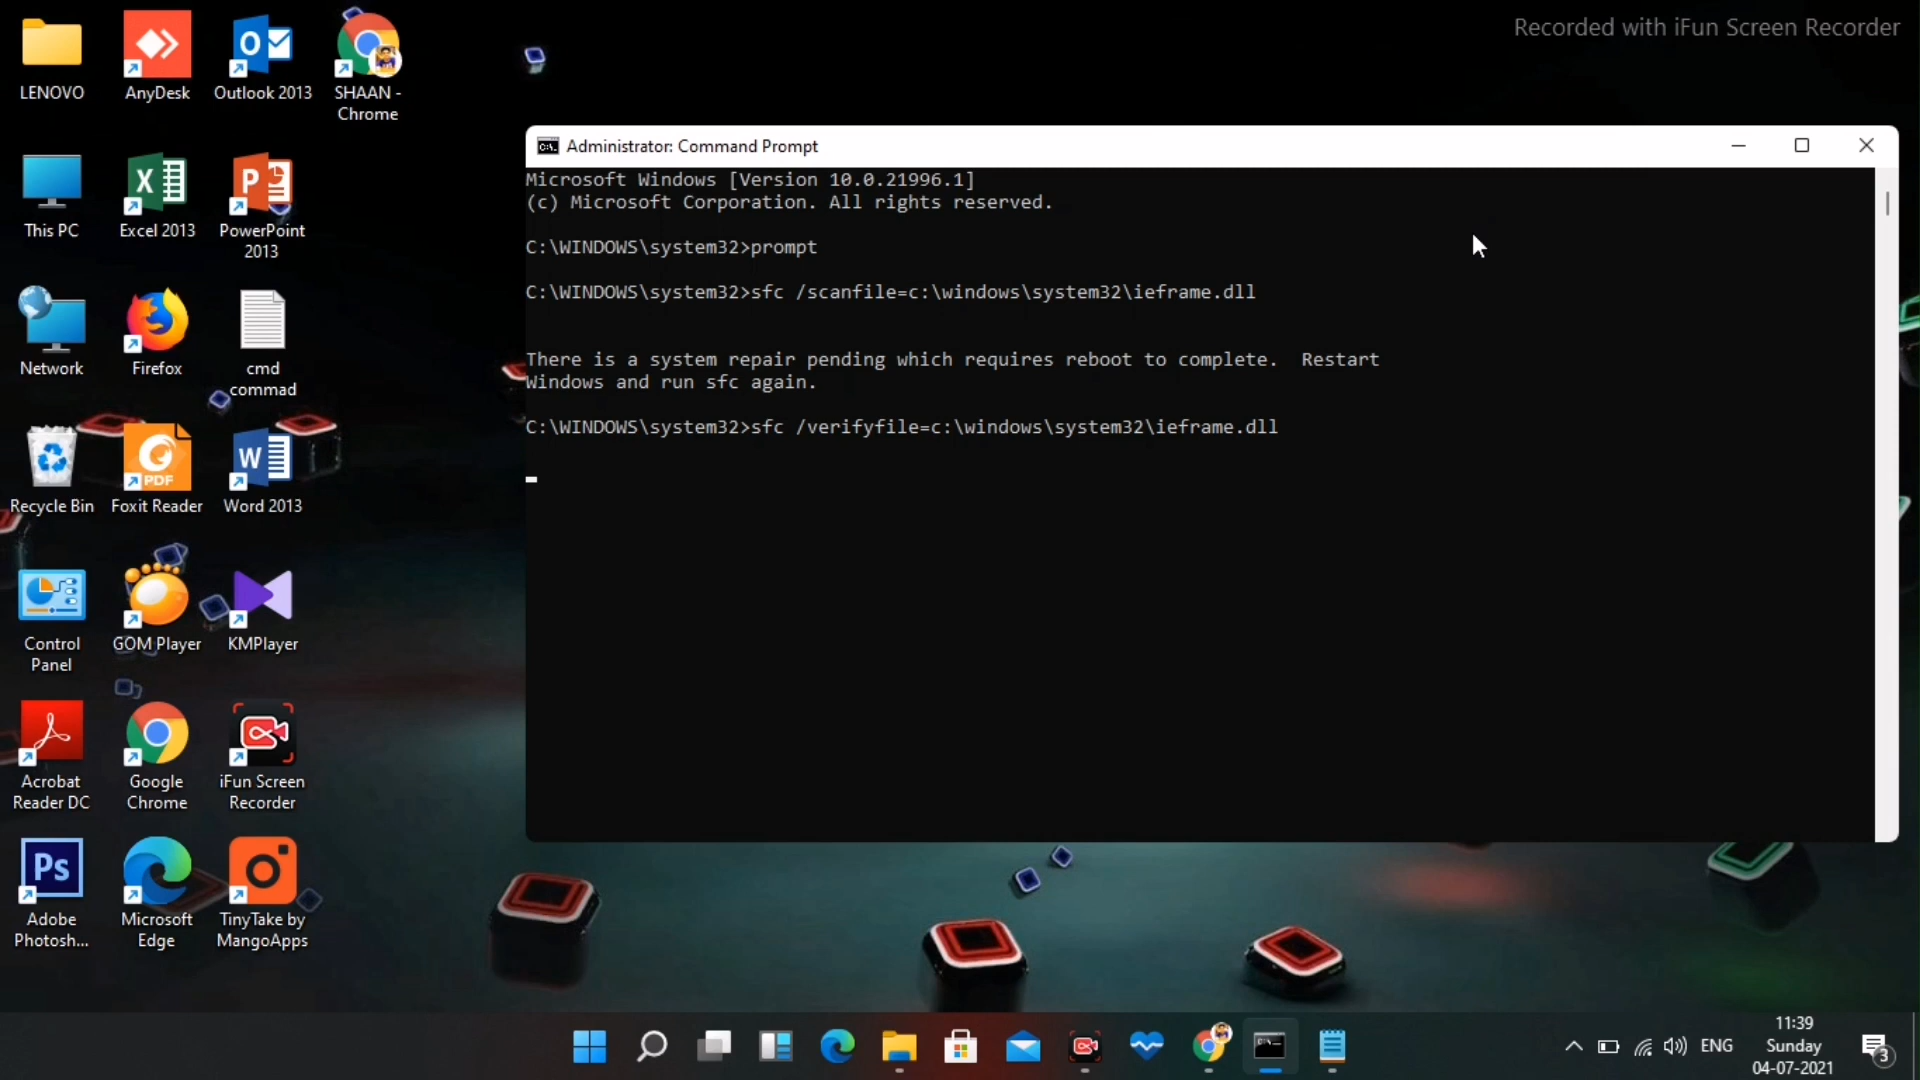 Recorded with iFun Screen Recorder
LENOVO
AnyDesk
Outlook 2013
SHAAN -
Chrome
This PC
Excel 2013
PowerPoint
2013
Network
Firefox
cmd
commad
Recycle Bin
Foxit Reader
Word 2013
Control
Panel
GOM Player
KMPlayer
Acrobat
Reader DC
Google
Chrome
iFun Screen
Recorder
Adobe
Photosh...
Microsoft
Edge
TinyTake by
MangoApps
Administrator: Command Prompt
Microsoft Windows [Version 10.0.21996.1]
(c) Microsoft Corporation. All rights reserved.
C:\WINDOWS\system32>prompt
C:\WINDOWS\system32>sfc /scanfile=c:\windows\system32\ieframe.dll
There is a system repair pending which requires reboot to complete.  Restart
Windows and run sfc again.
C:\WINDOWS\system32>sfc /verifyfile=c:\windows\system32\ieframe.dll
ENG
11:39
Sunday
04-07-2021
3